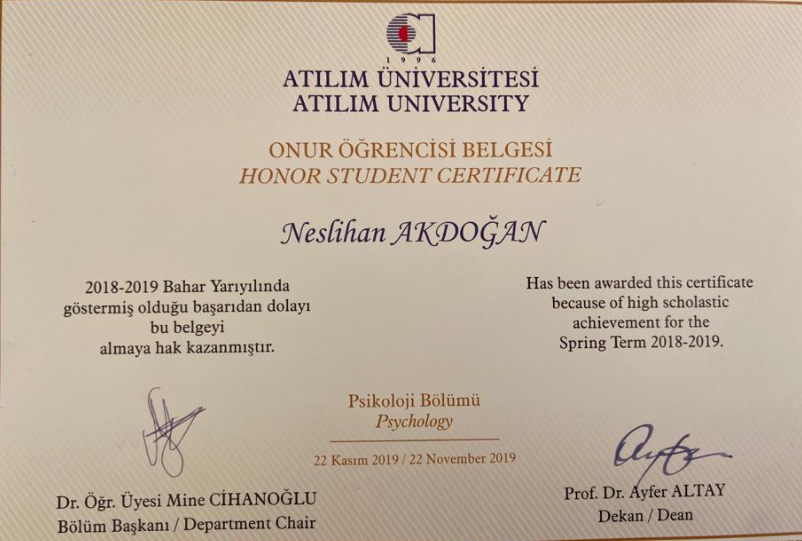 1996
ATILIM ÜNİVERSİTESİ
ATILIM UNIVERSITY
ONUR ÖĞRENCİSİ BELGESİ
HONOR STUDENT CERTIFICATE
Neslihan AKDOĞAN
2018-2019 Bahar Yarıyılında
göstermiş olduğu başarıdan dolayı
bu belgeyi
almaya hak kazanmıştır.
Has been awarded this certificate
because of high scholastic
achievement for the
Spring Term 2018-2019.
Psikoloji Bölümü
Psychology
22 Kasım 2019 / 22 November 2019
Dr. Öğr. Üyesi Mine CİHANOĞLU
Bölüm Başkanı / Department Chair
Prof. Dr. Ayfer ALTAY
Dekan / Dean